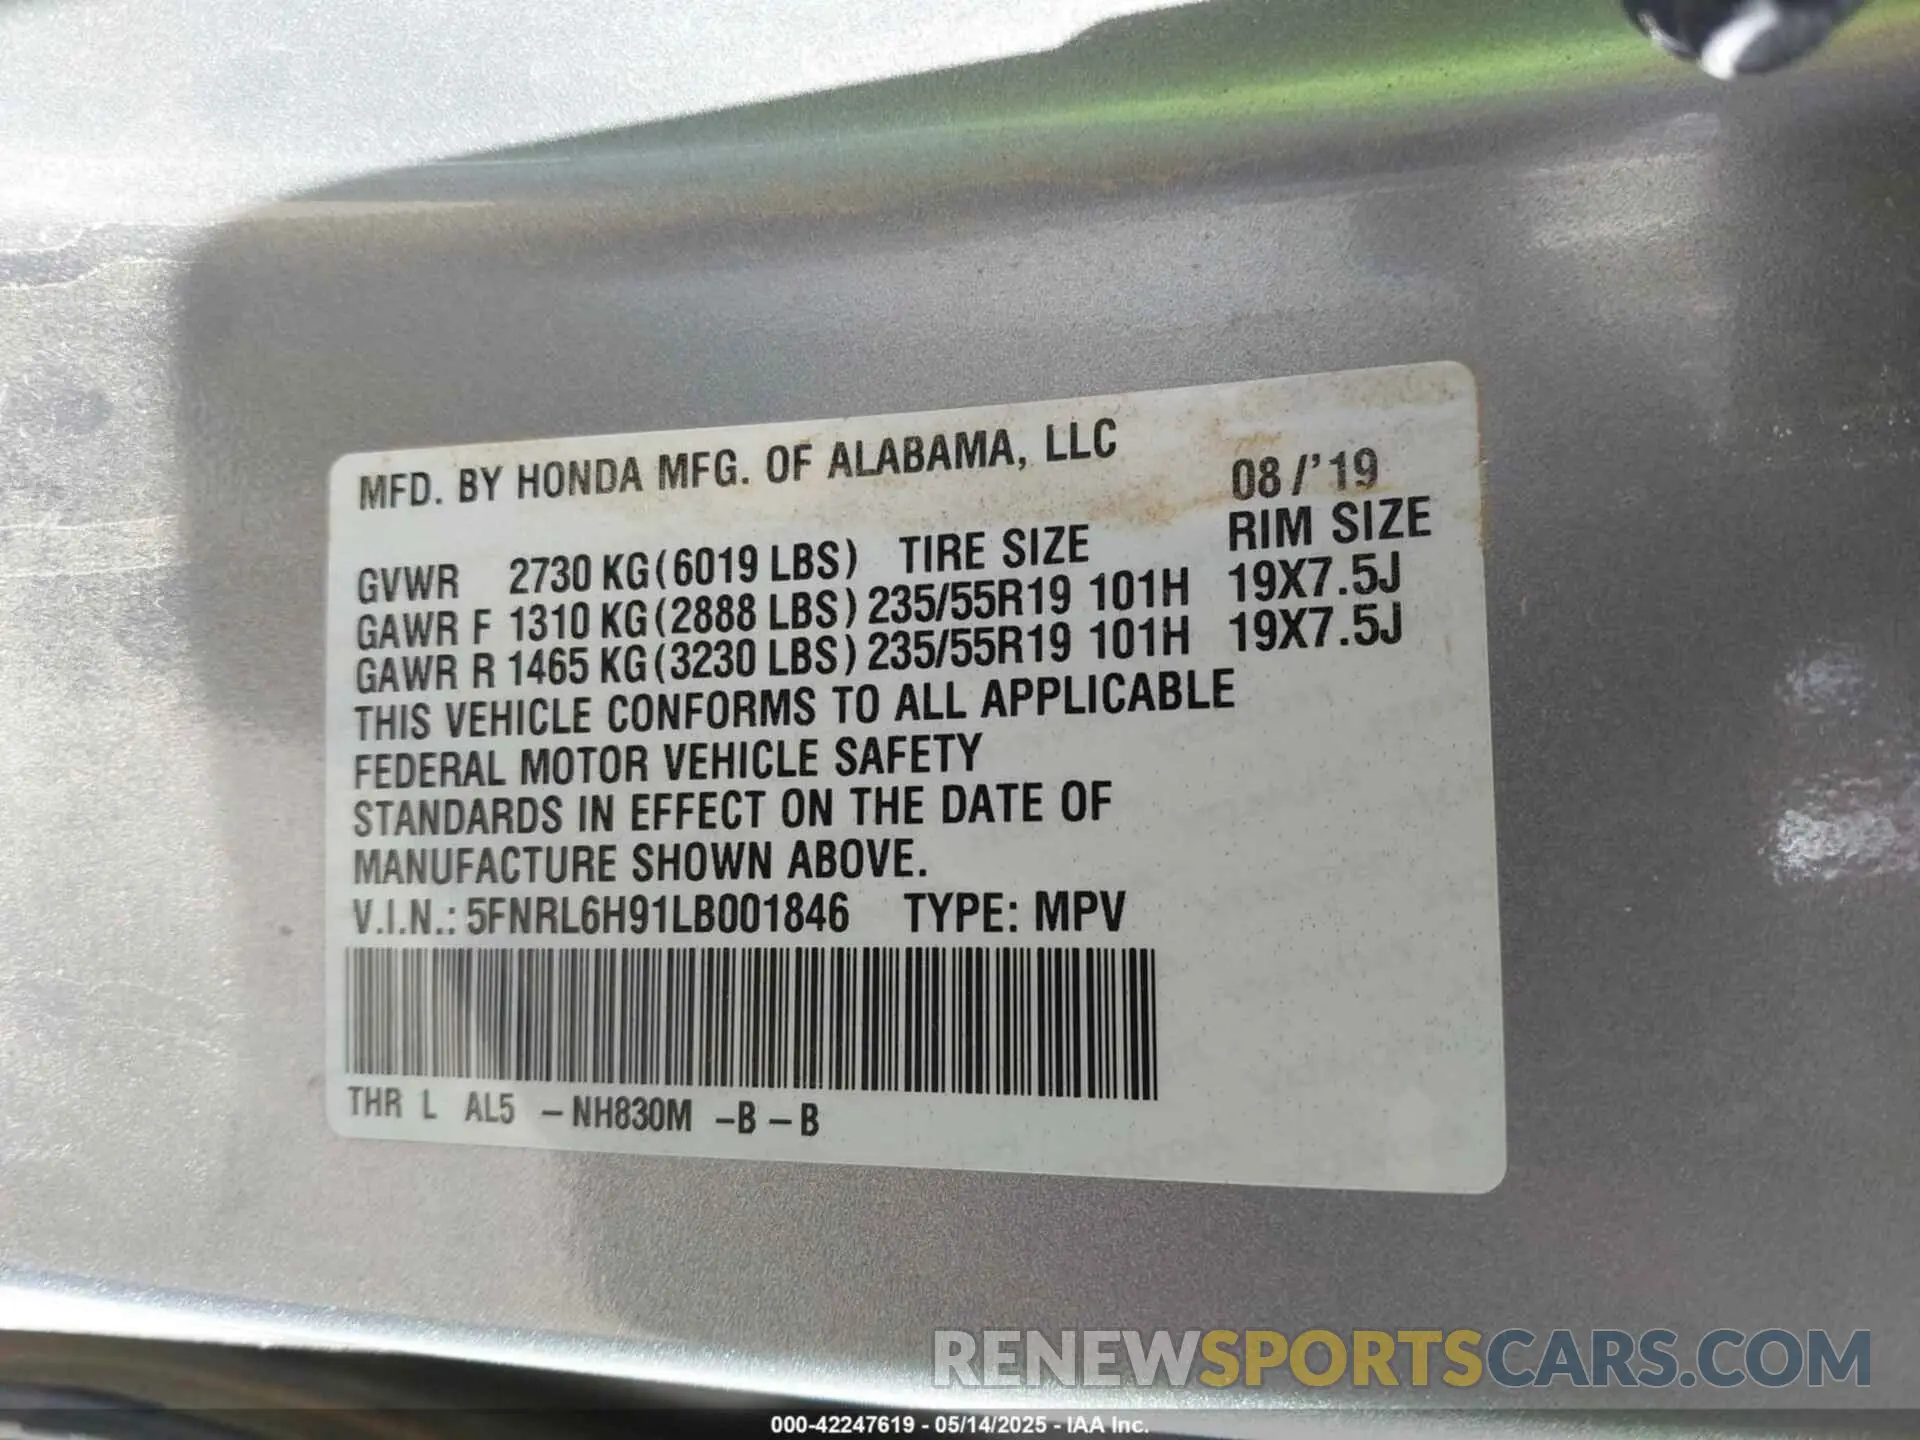 MFD. BY HONDA MFG. OF ALABAMA, LLC 08/'19
GVWR 2730 KG (6019 LBS) TIRE SIZE RIM SIZE
GAWR F 1310 KG (2888 LBS) 235/55R19 101H 19X7.5J
GAWR R 1465 KG (3230 LBS) 235/55R19 101H 19X7.5J
THIS VEHICLE CONFORMS TO ALL APPLICABLE
FEDERAL MOTOR VEHICLE SAFETY
STANDARDS IN EFFECT ON THE DATE OF
MANUFACTURE SHOWN ABOVE.
V.I.N.: 5FNRL6H91LB001846 TYPE: MPV
THR L AL5 –NH830M –B –B
RENEWSPORTSCARS.COM
000-42247619 - 05/14/2025 - IAA Inc.